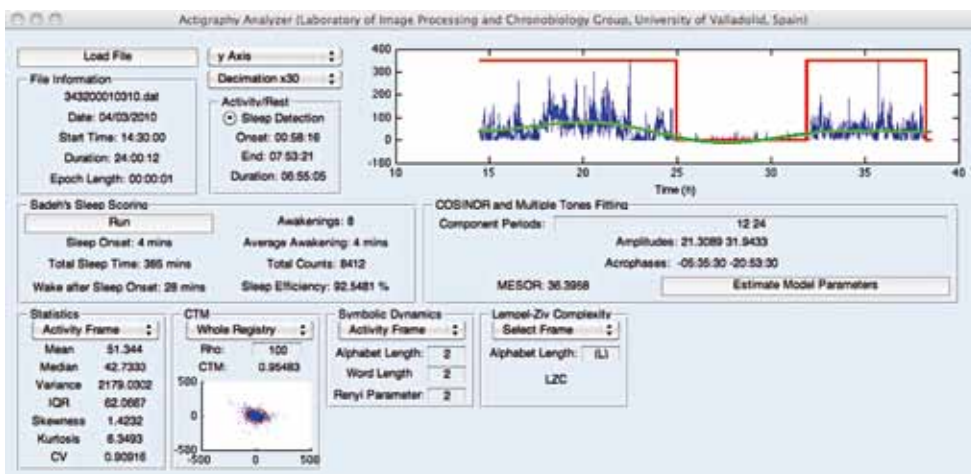 Actigraphy Analyzer (Laboratory of Image Processing and Chronobiology Group, University of Valladolid, Spain)
Load File
y Axis
Decimation x30
File Information
343200010310.dat
Date: 04/03/2010
Start Time: 14:30:00
Duration: 24:00:12
Epoch Length: 00:00:01
Activity/Rest
Sleep Detection
Onset: 00:58:16
End: 07:53:21
Duration: 06:55:05
400
300
200
100
0
-100
10 15 20 25 30 35 40
Time (h)
Sadeh's Sleep Scoring
Run
Awakenings: 8
Sleep Onset: 4 mins
Average Awakening: 4 mins
Total Sleep Time: 385 mins
Total Counts: 8412
Wake after Sleep Onset: 28 mins
Sleep Efficiency: 92.5481 %
COSINOR and Multiple Tones Fitting
Component Periods: 12 24
Amplitudes: 21.3089 31.9433
Acrophases: -05:35:30 -20:53:30
MESOR: 36.3958
Estimate Model Parameters
Statistics
Activity Frame
Mean 51.344
Median 42.7333
Variance 2179.0302
IQR 62.0667
Skewness 1.4232
Kurtosis 6.3493
CV 0.90916
CTM
Whole Registry
Rho: 100
CTM: 0.95483
500
0
-500
-500 0 500
Symbolic Dynamics
Activity Frame
Alphabet Length: 2
Word Length 2
Renyi Parameter 2
Lempel-Ziv Complexity
Select Frame
Alphabet Length: (L)
LZC